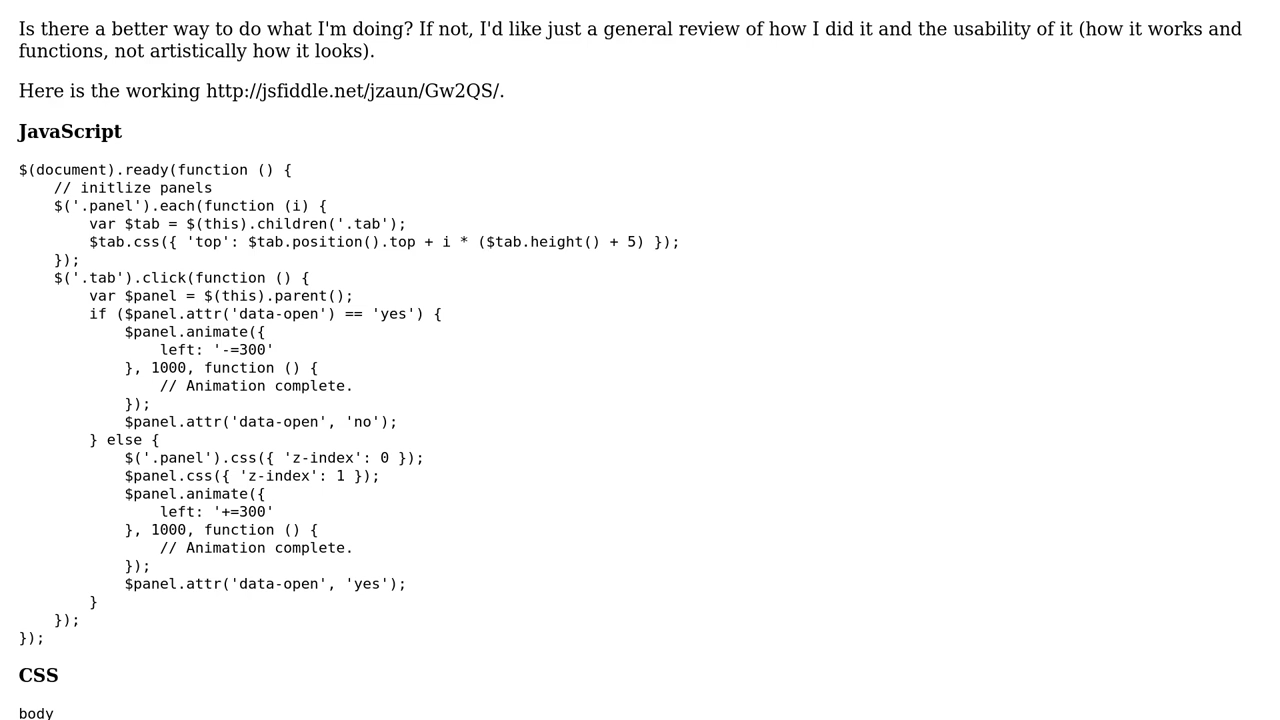 Is there a better way to do what I'm doing? If not, I'd like just a general review of how I did it and the usability of it (how it works and
functions, not artistically how it looks).
Here is the working http://jsfiddle.net/jzaun/Gw2QS/.
JavaScript
$(document).ready(function () {
    // initlize panels
    $('.panel').each(function (i) {
        var $tab = $(this).children('.tab');
        $tab.css({ 'top': $tab.position().top + i * ($tab.height() + 5) });
    });
    $('.tab').click(function () {
        var $panel = $(this).parent();
        if ($panel.attr('data-open') == 'yes') {
            $panel.animate({
                left: '-=300'
            }, 1000, function () {
                // Animation complete.
            });
            $panel.attr('data-open', 'no');
        } else {
            $('.panel').css({ 'z-index': 0 });
            $panel.css({ 'z-index': 1 });
            $panel.animate({
                left: '+=300'
            }, 1000, function () {
                // Animation complete.
            });
            $panel.attr('data-open', 'yes');
        }
    });
});
CSS
body